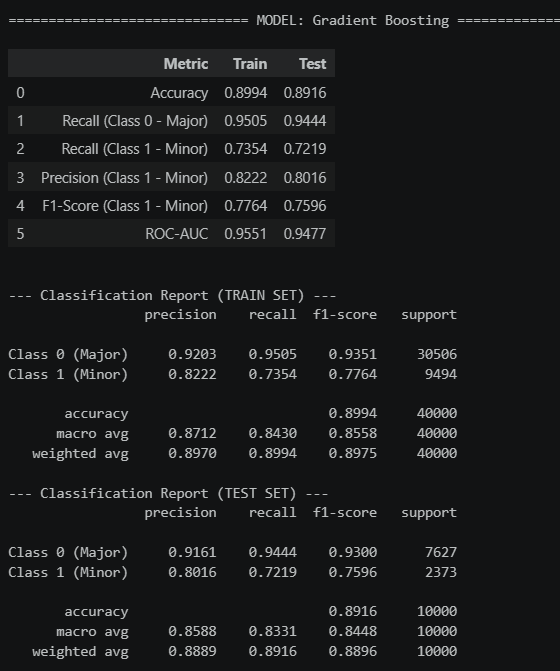 ============================== MODEL: Gradient Boosting =============
Metric Train Test
0 Accuracy 0.8994 0.8916
1 Recall (Class 0 - Major) 0.9505 0.9444
2 Recall (Class 1 - Minor) 0.7354 0.7219
3 Precision (Class 1 - Minor) 0.8222 0.8016
4 F1-Score (Class 1 - Minor) 0.7764 0.7596
5 ROC-AUC 0.9551 0.9477
--- Classification Report (TRAIN SET) ---
precision recall f1-score support
Class 0 (Major) 0.9203 0.9505 0.9351 30506
Class 1 (Minor) 0.8222 0.7354 0.7764 9494
accuracy 0.8994 40000
macro avg 0.8712 0.8430 0.8558 40000
weighted avg 0.8970 0.8994 0.8975 40000
--- Classification Report (TEST SET) ---
precision recall f1-score support
Class 0 (Major) 0.9161 0.9444 0.9300 7627
Class 1 (Minor) 0.8016 0.7219 0.7596 2373
accuracy 0.8916 10000
macro avg 0.8588 0.8331 0.8448 10000
weighted avg 0.8889 0.8916 0.8896 10000